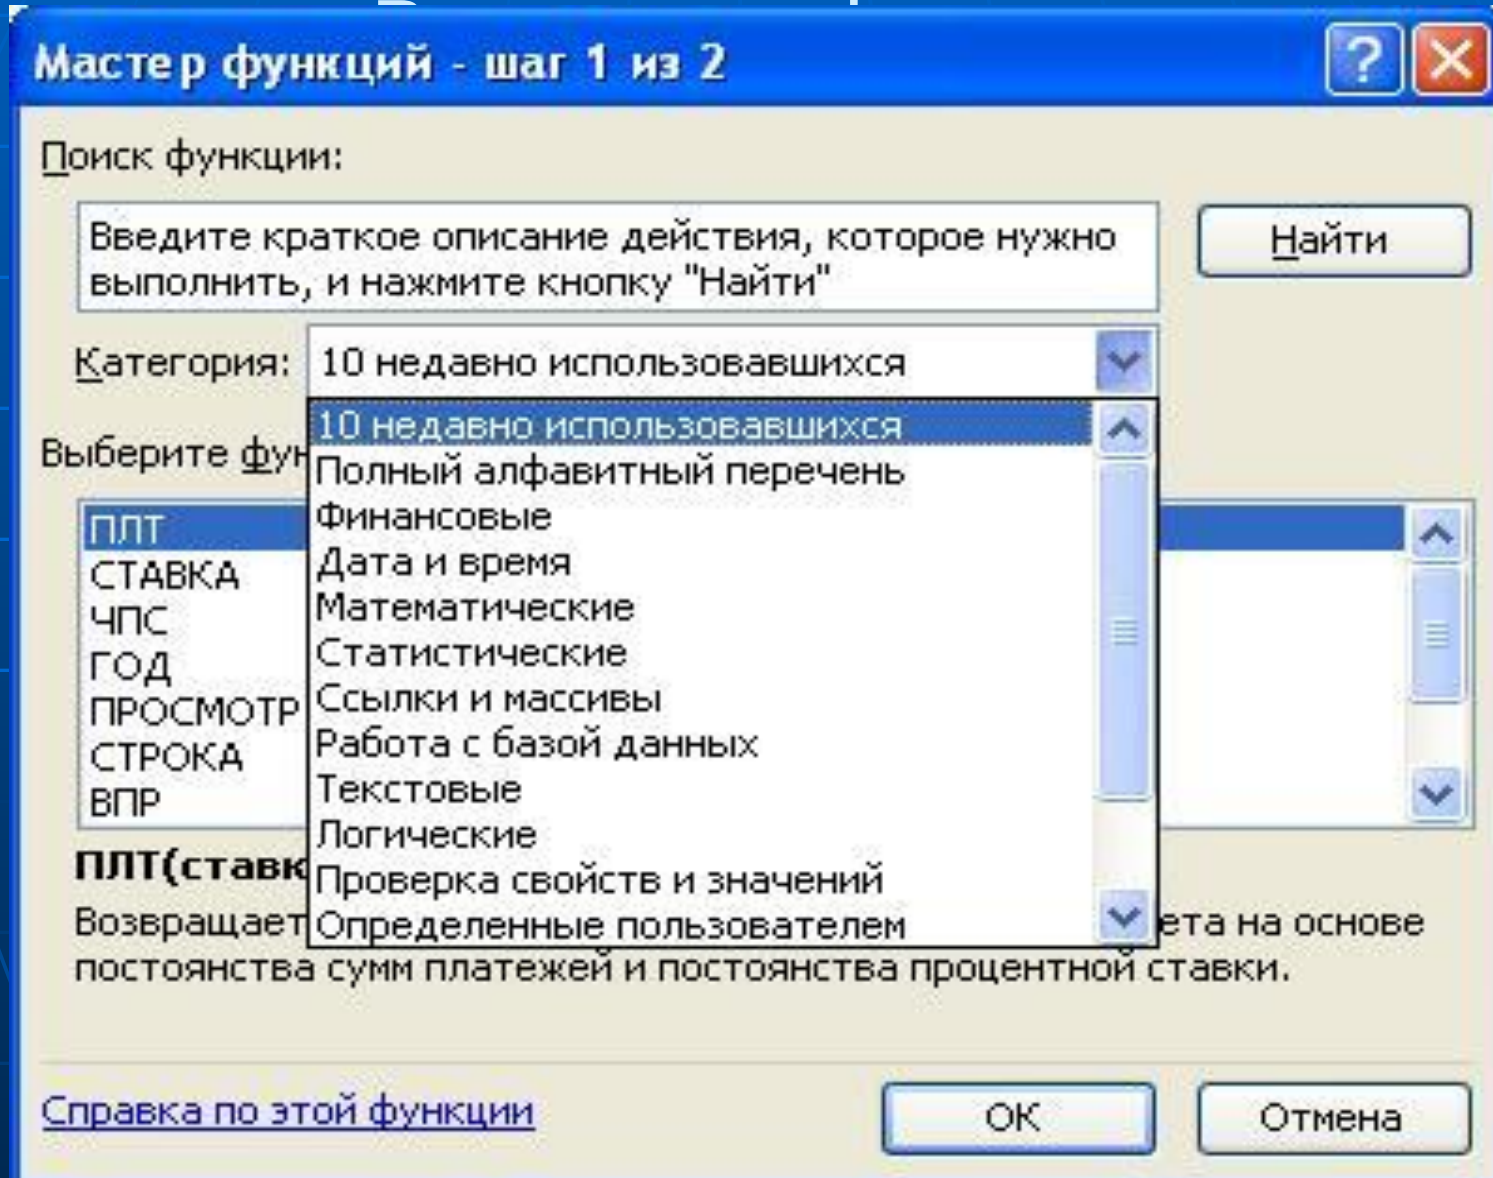 Мастер функций - шаг 1 из 2
Поиск функции:
Введите краткое описание действия, которое нужно
выполнить, и нажмите кнопку "Найти"
Найти
Категория:
10 недавно использовавшихся
10 недавно использовавшихся
Полный алфавитный перечень
Финансовые
Дата и время
Математические
Статистические
Ссылки и массивы
Работа с базой данных
Текстовые
Логические
Проверка свойств и значений
Определенные пользователем
Выберите
ПЛТ
СТАВКА
ЧПС
ГОД
ПРОСМОТР
СТРОКА
ВПР
ПЛТ(ставк
Возвращает
ета на основе
постоянства сумм платежей и постоянства процентной ставки.
Справка по этой функции
ОК
Отмена